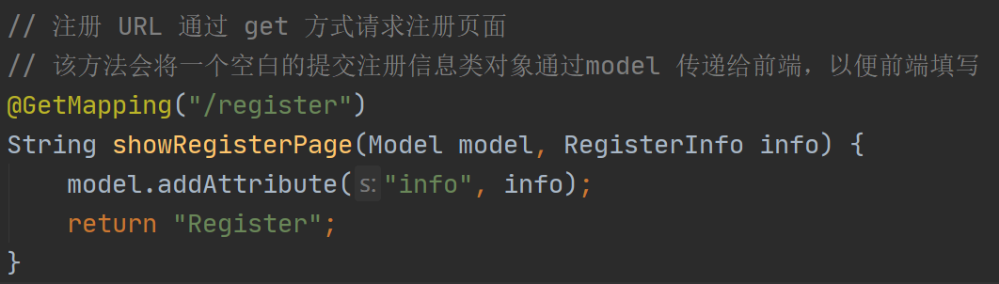 // 注册 URL 通过 get 方式请求注册页面
// 该方法会将一个空白的提交注册信息类对象通过model 传递给前端，以便前端填写
@GetMapping("/register")
String showRegisterPage(Model model, RegisterInfo info) {
    model.addAttribute( s: "info", info);
    return "Register";
}